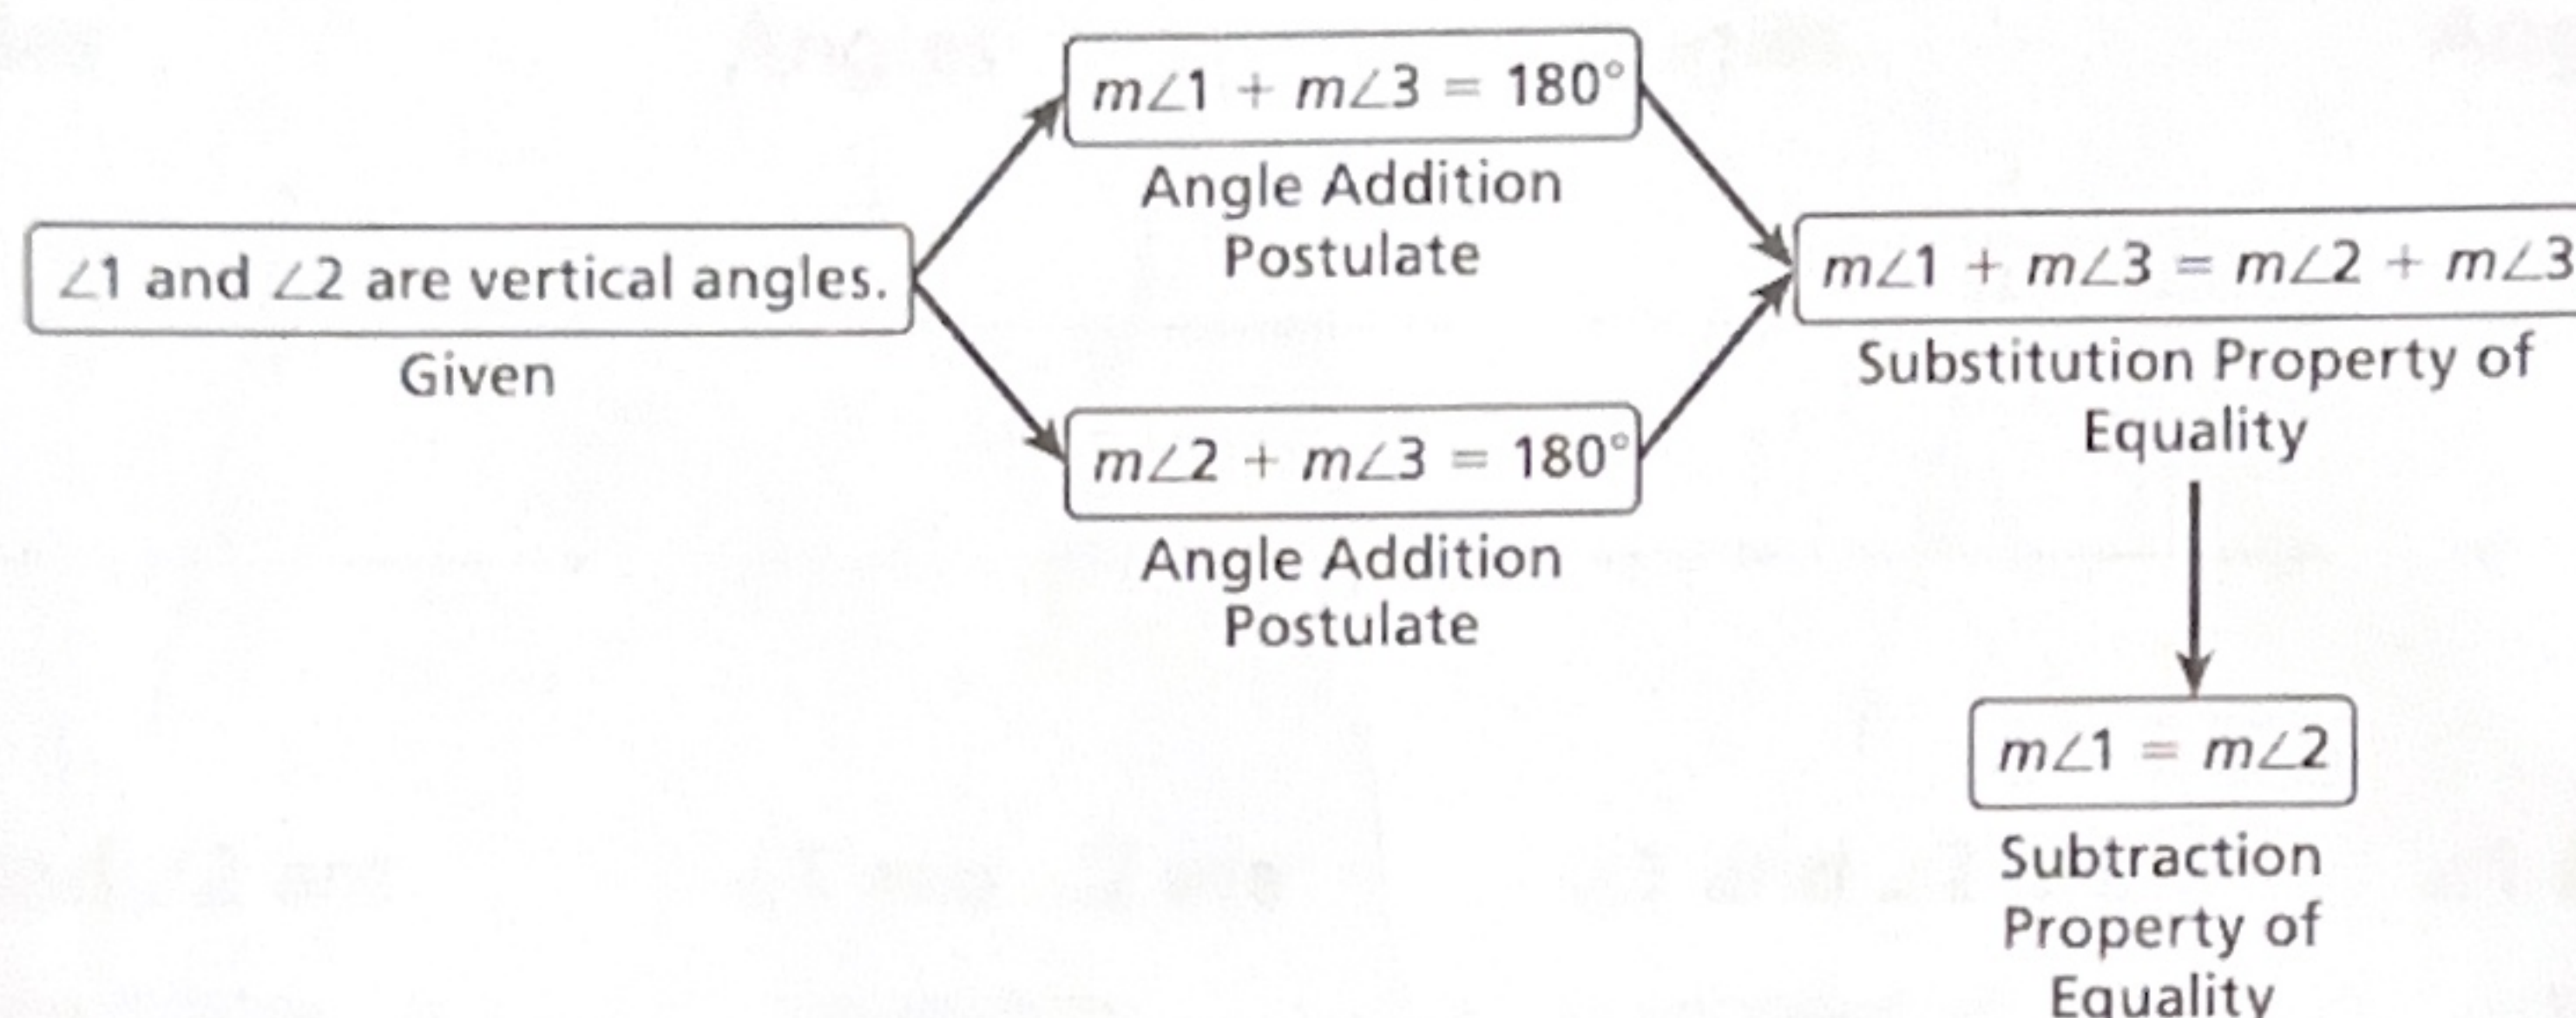 m∠1 + m∠3 = 180°
Angle Addition
Postulate
∠1 and ∠2 are vertical angles.
Given
m∠2 + m∠3 = 180°
Angle Addition
Postulate
m∠1 + m∠3 = m∠2 + m∠3
Substitution Property of
Equality
m∠1 = m∠2
Subtraction
Property of
Equality